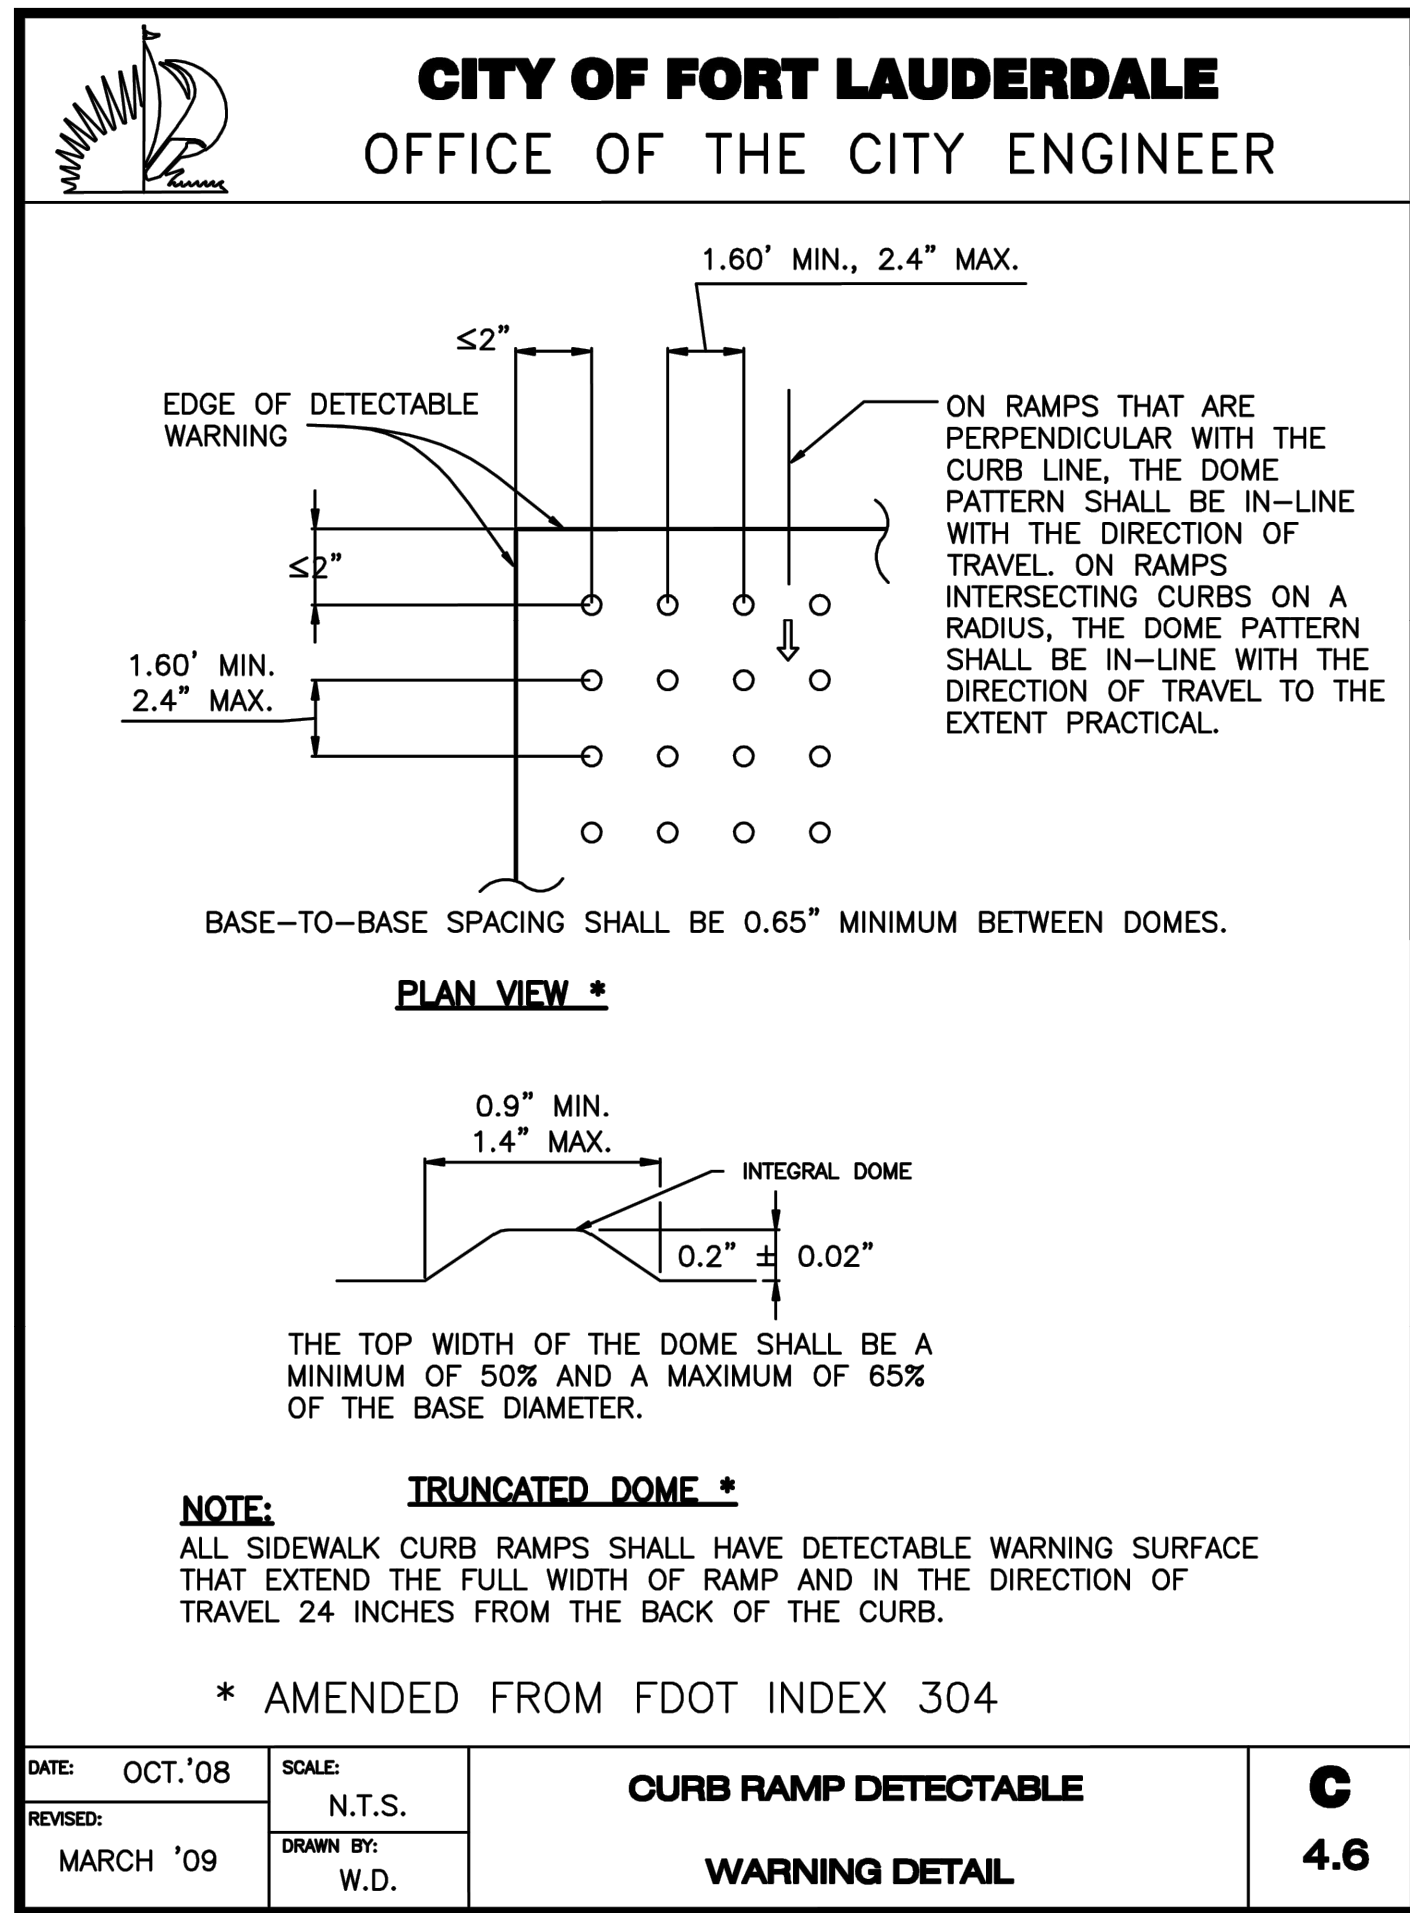 CITY OF FORT LAUDERDALE
OFFICE OF THE CITY ENGINEER
1.60' MIN., 2.4" MAX.
≤2"
EDGE OF DETECTABLE
WARNING
ON RAMPS THAT ARE
PERPENDICULAR WITH THE
CURB LINE, THE DOME
PATTERN SHALL BE IN-LINE
WITH THE DIRECTION OF
TRAVEL. ON RAMPS
INTERSECTING CURBS ON A
RADIUS, THE DOME PATTERN
SHALL BE IN-LINE WITH THE
DIRECTION OF TRAVEL TO THE
EXTENT PRACTICAL.
≤2"
1.60' MIN.
2.4" MAX.
BASE-TO-BASE SPACING SHALL BE 0.65" MINIMUM BETWEEN DOMES.
PLAN VIEW *
0.9" MIN.
1.4" MAX.
INTEGRAL DOME
0.2" ± 0.02"
THE TOP WIDTH OF THE DOME SHALL BE A
MINIMUM OF 50% AND A MAXIMUM OF 65%
OF THE BASE DIAMETER.
TRUNCATED DOME *
NOTE:
ALL SIDEWALK CURB RAMPS SHALL HAVE DETECTABLE WARNING SURFACE
THAT EXTEND THE FULL WIDTH OF RAMP AND IN THE DIRECTION OF
TRAVEL 24 INCHES FROM THE BACK OF THE CURB.
* AMENDED FROM FDOT INDEX 304
DATE: OCT.'08
REVISED:
MARCH '09
SCALE:
N.T.S.
DRAWN BY:
W.D.
CURB RAMP DETECTABLE
WARNING DETAIL
C
4.6